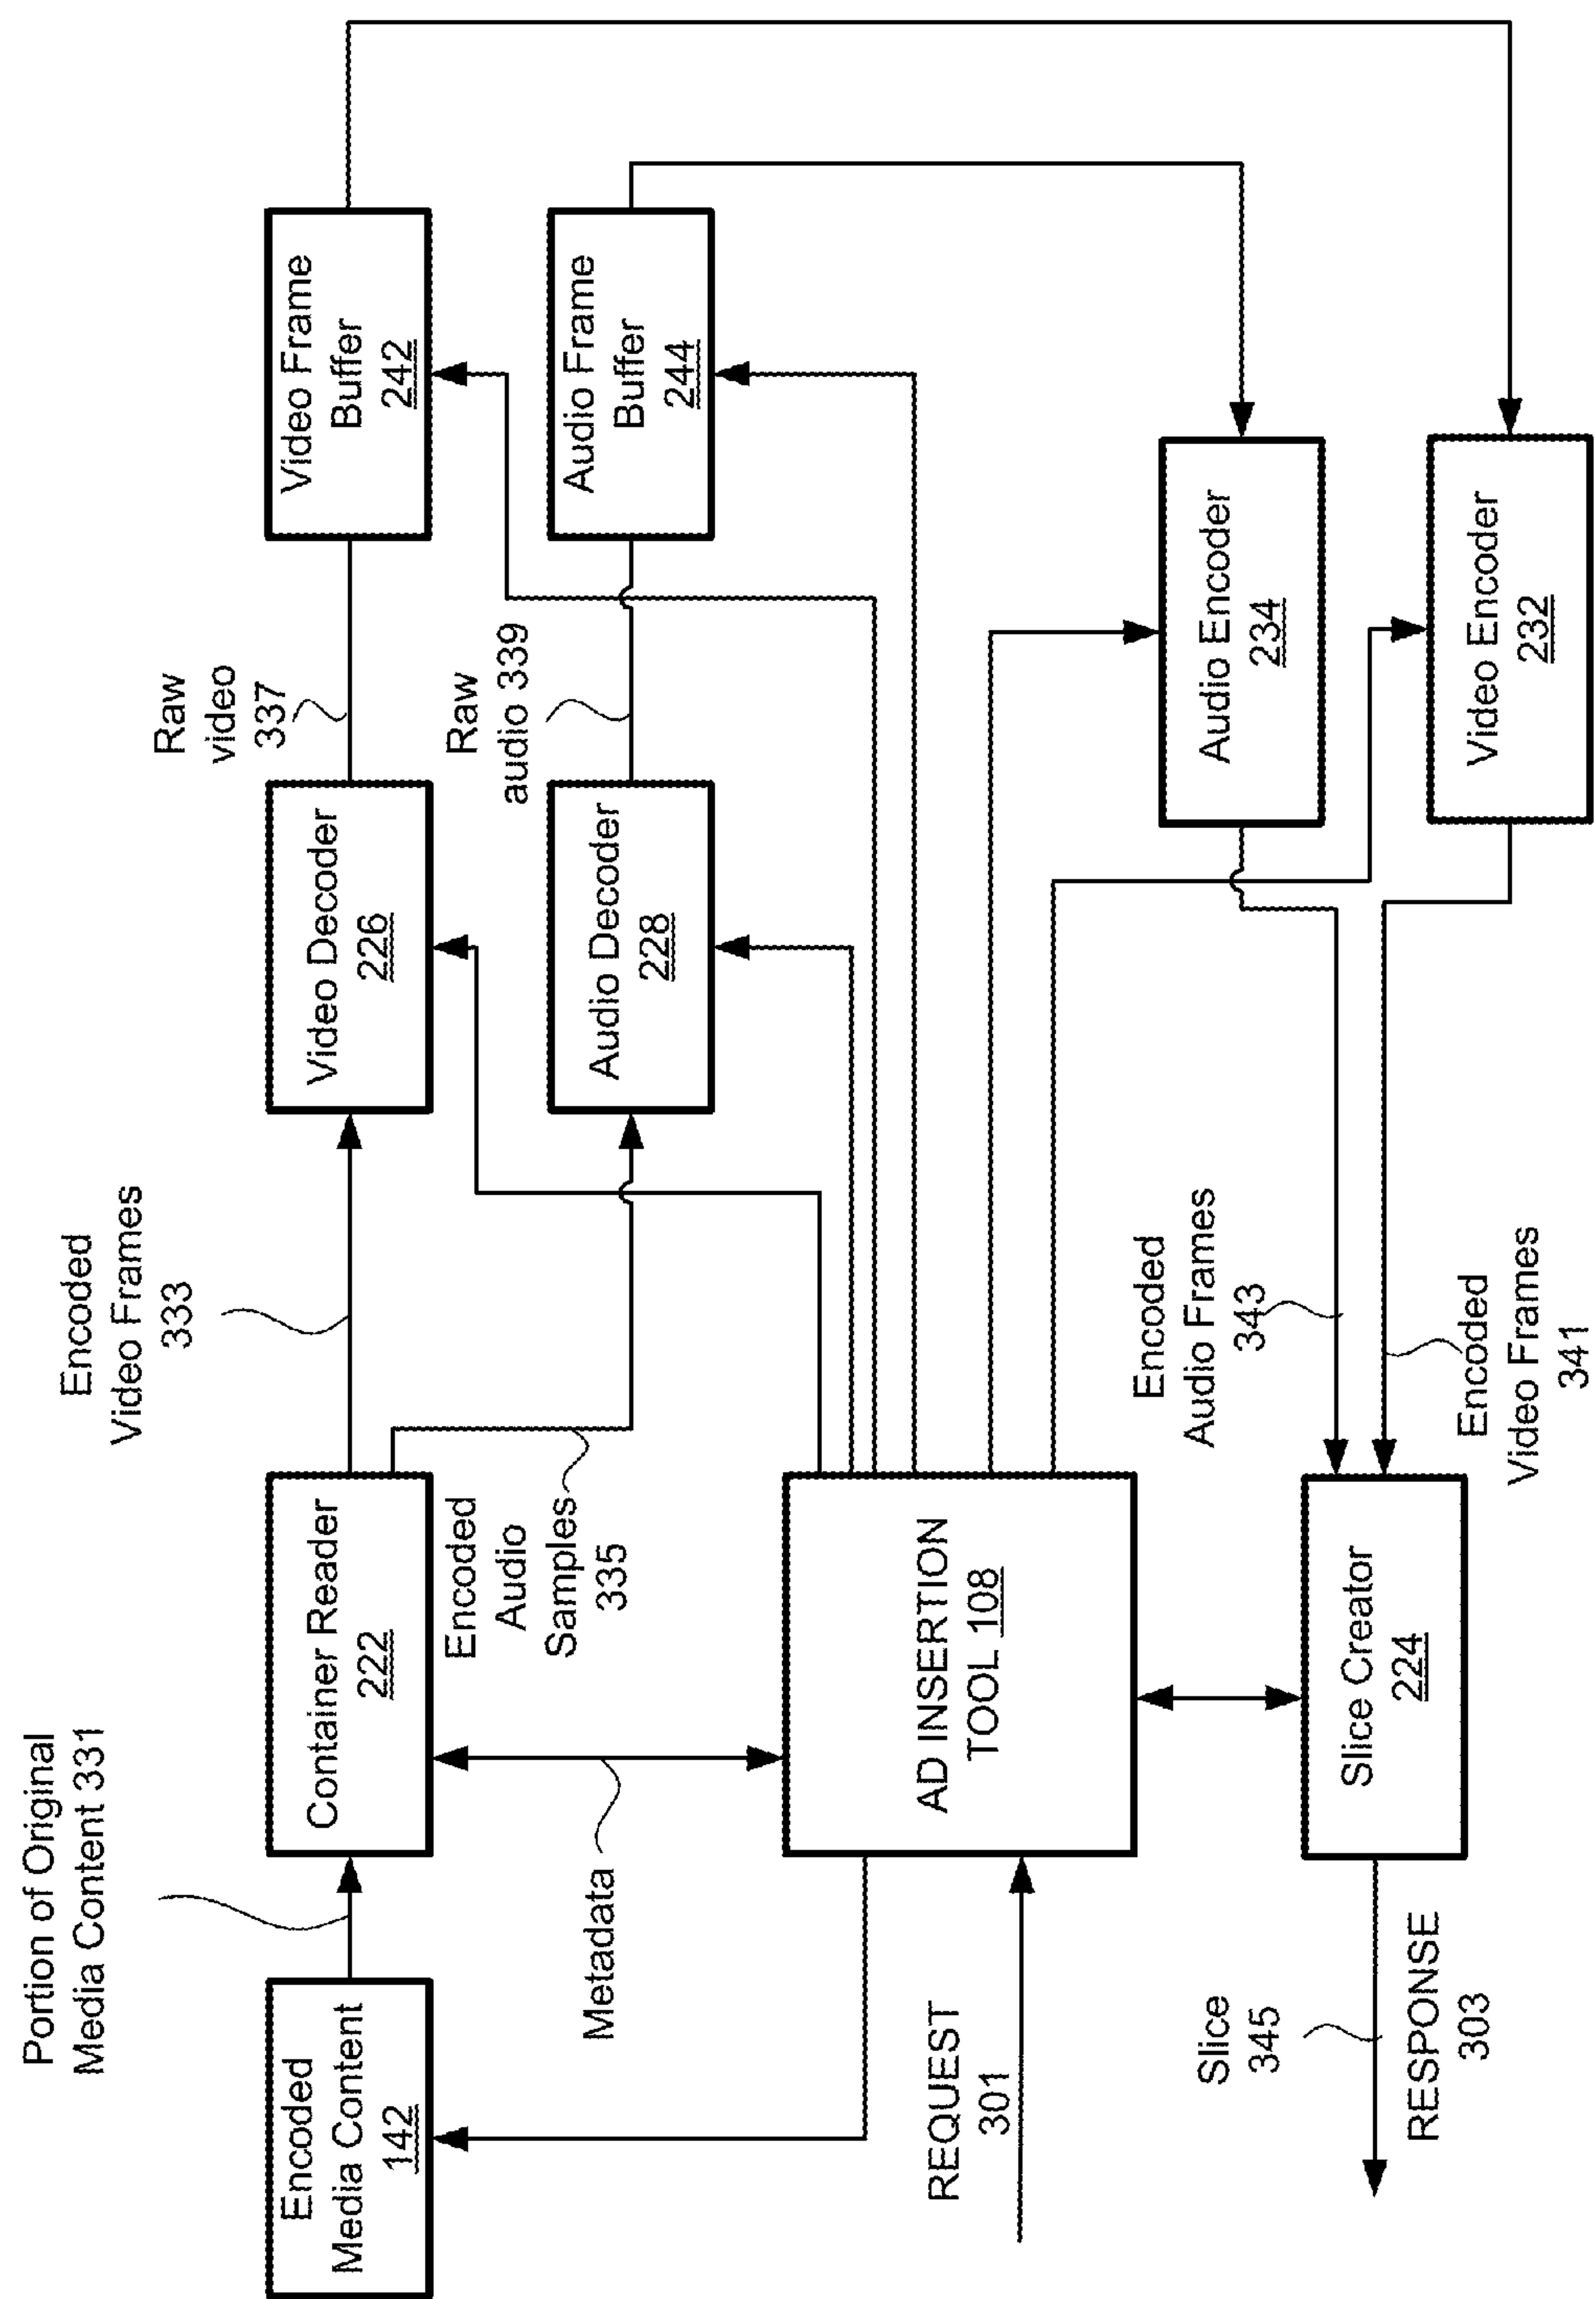 Portion of Original
Media Content 331
Encoded
Media Content
142
Container Reader
222
Encoded
Video Frames
333
Video Decoder
226
Raw
video
337
Video Frame
Buffer
242
Encoded
Audio
Samples
335
Audio Decoder
228
Raw
audio 339
Audio Frame
Buffer
244
Metadata
REQUEST
301
AD INSERTION
TOOL 108
Encoded
Audio Frames
343
Audio Encoder
234
Slice
345
RESPONSE
303
Slice Creator
224
Encoded
Video Frames
341
Video Encoder
232